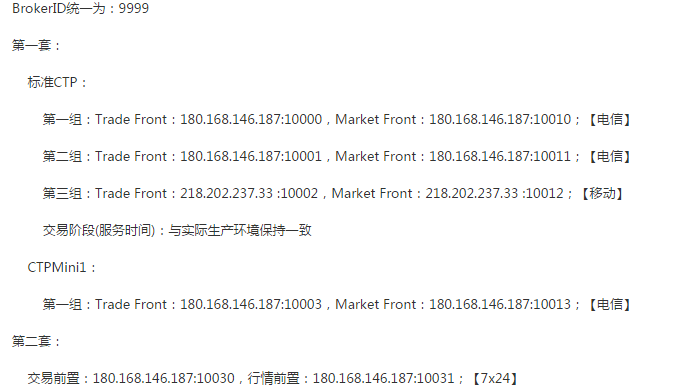 BrokerID统一为：9999
第一套：
标准CTP：
第一组：Trade Front：180.168.146.187:10000，Market Front：180.168.146.187:10010；【电信】
第二组：Trade Front：180.168.146.187:10001，Market Front：180.168.146.187:10011；【电信】
第三组：Trade Front：218.202.237.33 :10002，Market Front：218.202.237.33 :10012；【移动】
交易阶段(服务时间)：与实际生产环境保持一致
CTPMini1：
第一组：Trade Front：180.168.146.187:10003，Market Front：180.168.146.187:10013；【电信】
第二套：
交易前置：180.168.146.187:10030，行情前置：180.168.146.187:10031；【7x24】